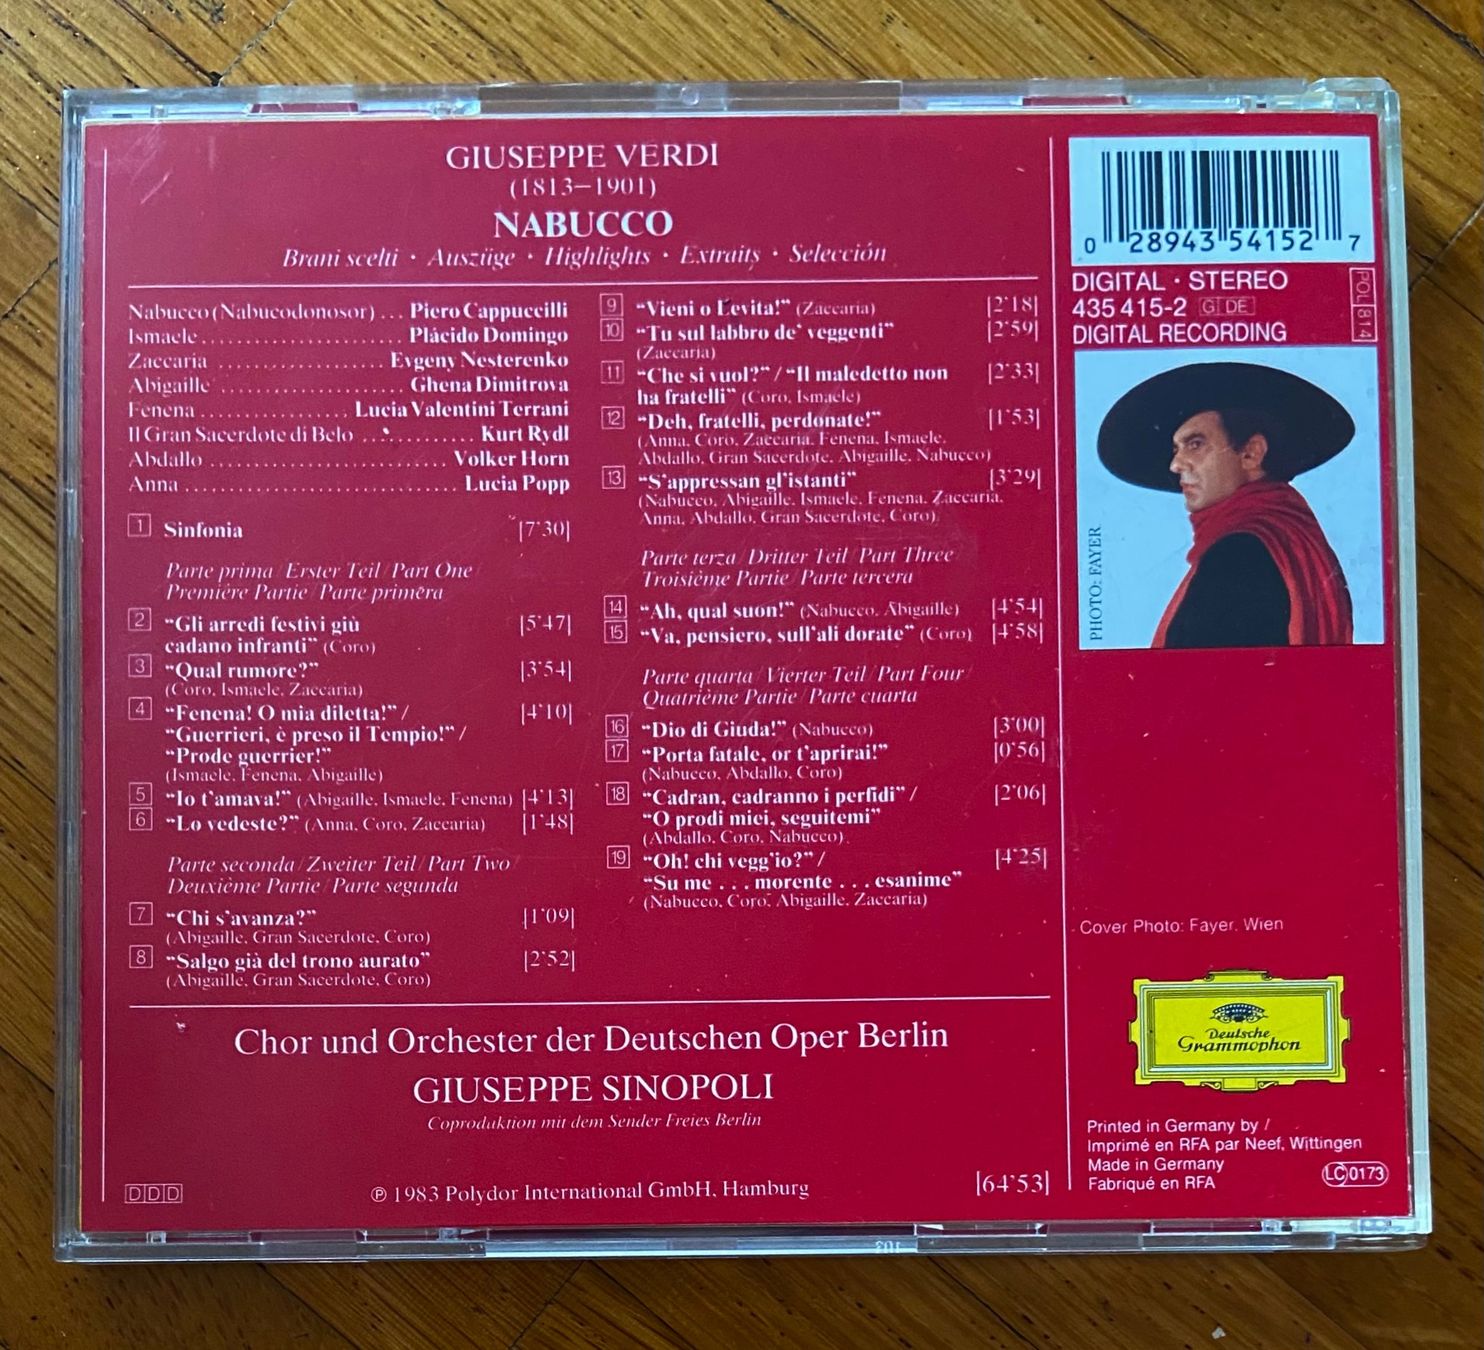 GIUSEPPE VERDI
(1813–1901)
NABUCCO
Brani scelti · Auszüge · Highlights · Extraits · Selección
Nabucco (Nabucodonosor) ... Piero Cappuccilli
Ismaele ....................... Plácido Domingo
Zaccaria .................... Evgeny Nesterenko
Abigaille ..................... Ghena Dimitrova
Fenena ................. Lucia Valentini Terrani
Il Gran Sacerdote di Belo ............ Kurt Rydl
Abdallo ........................... Volker Horn
Anna ............................... Lucia Popp
1 Sinfonia [7'30]
Parte prima / Erster Teil / Part One /
Première Partie / Parte primera
2 “Gli arredi festivi giù [5'47]
cadano infranti” (Coro)
3 “Qual rumore?” [3'54]
(Coro, Ismaele, Zaccaria)
4 “Fenena! O mia diletta!” / [4'10]
“Guerrieri, è preso il Tempio!” /
“Prode guerrier!”
(Ismaele, Fenena, Abigaille)
5 “Io t'amava!” (Abigaille, Ismaele, Fenena) [4'13]
6 “Lo vedeste?” (Anna, Coro, Zaccaria) [1'48]
Parte seconda / Zweiter Teil / Part Two /
Deuxième Partie / Parte segunda
7 “Chi s'avanza?” [1'09]
(Abigaille, Gran Sacerdote, Coro)
8 “Salgo già del trono aurato” [2'52]
(Abigaille, Gran Sacerdote, Coro)
9 “Vieni o Levita!” (Zaccaria) [2'18]
10 “Tu sul labbro de' veggenti” [2'59]
(Zaccaria)
11 “Che si vuol?” / “Il maledetto non [2'33]
ha fratelli” (Coro, Ismaele)
12 “Deh, fratelli, perdonate!” [1'53]
(Anna, Coro, Zaccaria, Fenena, Ismaele,
Abdallo, Gran Sacerdote, Abigaille, Nabucco)
13 “S'appressan gl'istanti” [3'29]
(Nabucco, Abigaille, Ismaele, Fenena, Zaccaria,
Anna, Abdallo, Gran Sacerdote, Coro)
Parte terza / Dritter Teil / Part Three
Troisième Partie / Parte tercera
14 “Ah, qual suon!” (Nabucco, Abigaille) [4'54]
15 “Va, pensiero, sull'ali dorate” (Coro) [4'58]
Parte quarta / Vierter Teil / Part Four /
Quatrième Partie / Parte cuarta
16 “Dio di Giuda!” (Nabucco) [3'00]
17 “Porta fatale, or t'aprirai!” [0'56]
(Nabucco, Abdallo, Coro)
18 “Cadran, cadranno i perfidi” / [2'06]
“O prodi miei, seguitemi”
(Abdallo, Coro, Nabucco)
19 “Oh! chi vegg'io?” / [4'25]
“Su me ... morente ... esanime”
(Nabucco, Coro, Abigaille, Zaccaria)
Chor und Orchester der Deutschen Oper Berlin
GIUSEPPE SINOPOLI
Coproduktion mit dem Sender Freies Berlin
DDD
℗ 1983 Polydor International GmbH, Hamburg
[64'53]
0 28943 54152 7
DIGITAL · STEREO
435 415-2 G DE
DIGITAL RECORDING
POL 814
PHOTO: FAYER
Cover Photo: Fayer, Wien
Deutsche
Grammophon
Printed in Germany by /
Imprimé en RFA par Neef, Wittingen
Made in Germany
Fabriqué en RFA
LC 0173